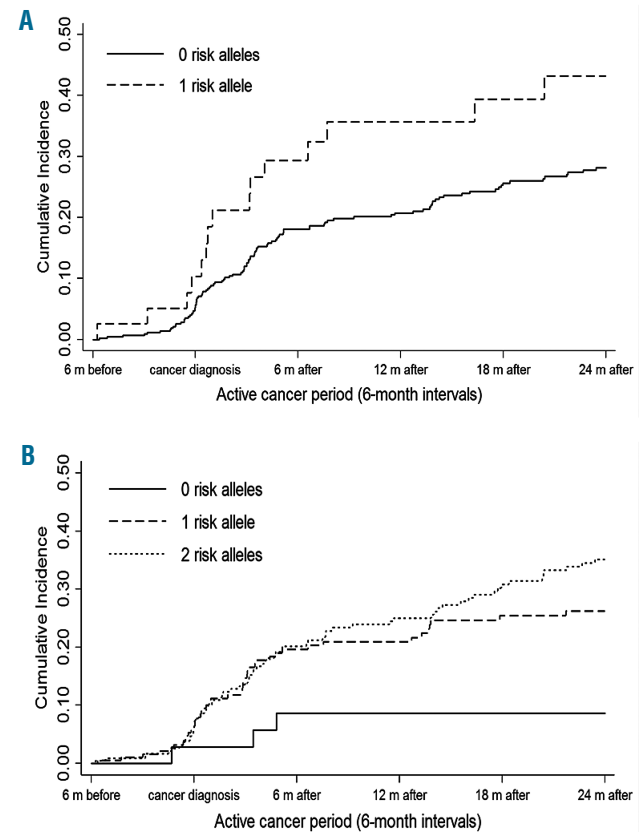 A
0.50
0 risk alleles
1 risk allele
0.40
0.30
0.20
0.10
0.00
Cumulative Incidence
6 m before cancer diagnosis 6 m after 12 m after 18 m after 24 m after
Active cancer period (6-month intervals)
B
0.50
0 risk alleles
1 risk allele
2 risk alleles
0.40
0.30
0.20
0.10
0.00
Cumulative Incidence
6 m before cancer diagnosis 6 m after 12 m after 18 m after 24 m after
Active cancer period (6-month intervals)